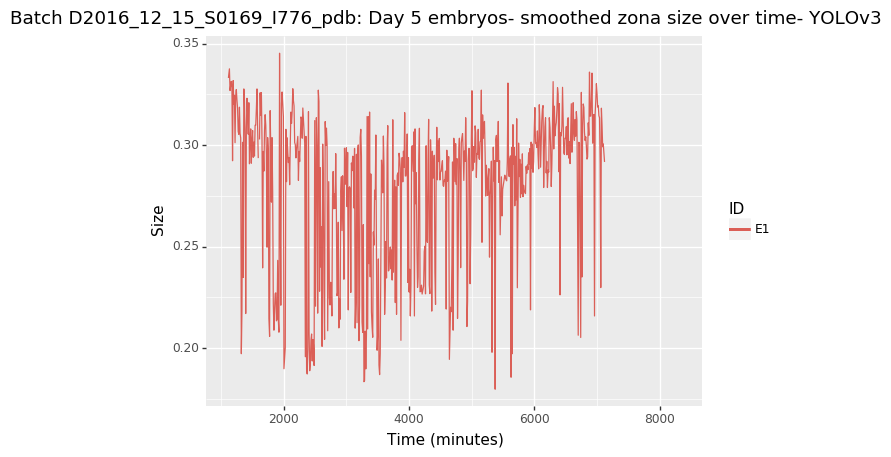 Batch D2016_12_15_S0169_I776_pdb: Day 5 embryos- smoothed zona size over time- YOLOv3
0.35
0.30
0.25
0.20
Size
2000 4000 6000 8000
Time (minutes)
ID
E1